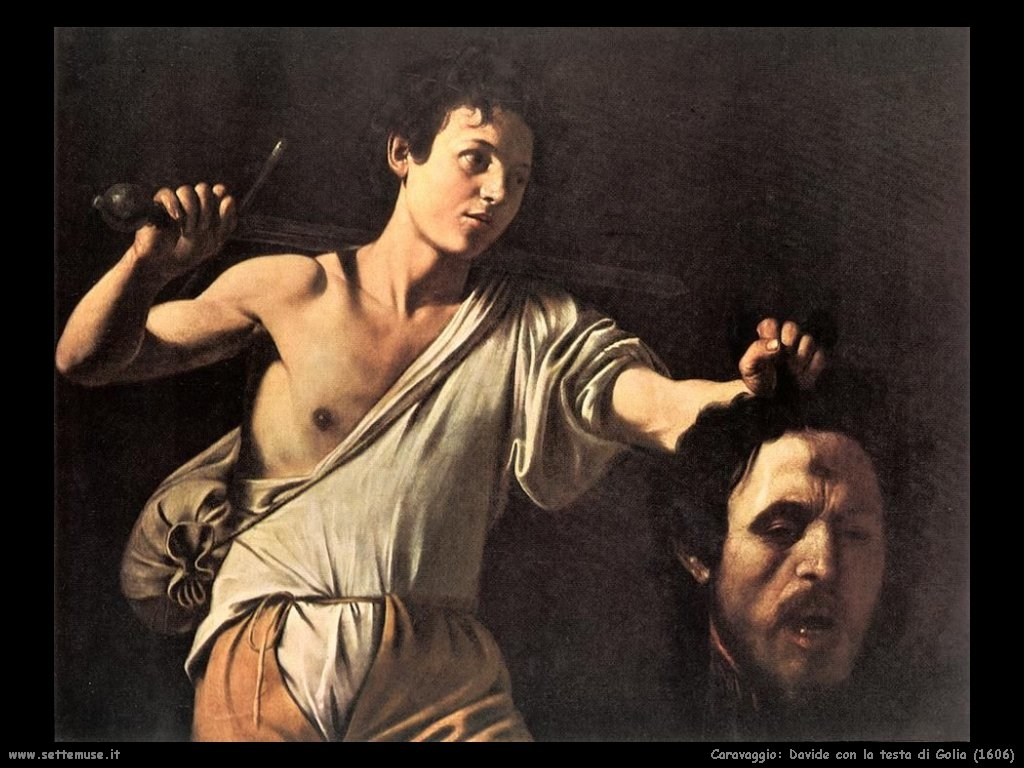 www.settemuse.it
Caravaggio: Davide con la testa di Golia (1606)